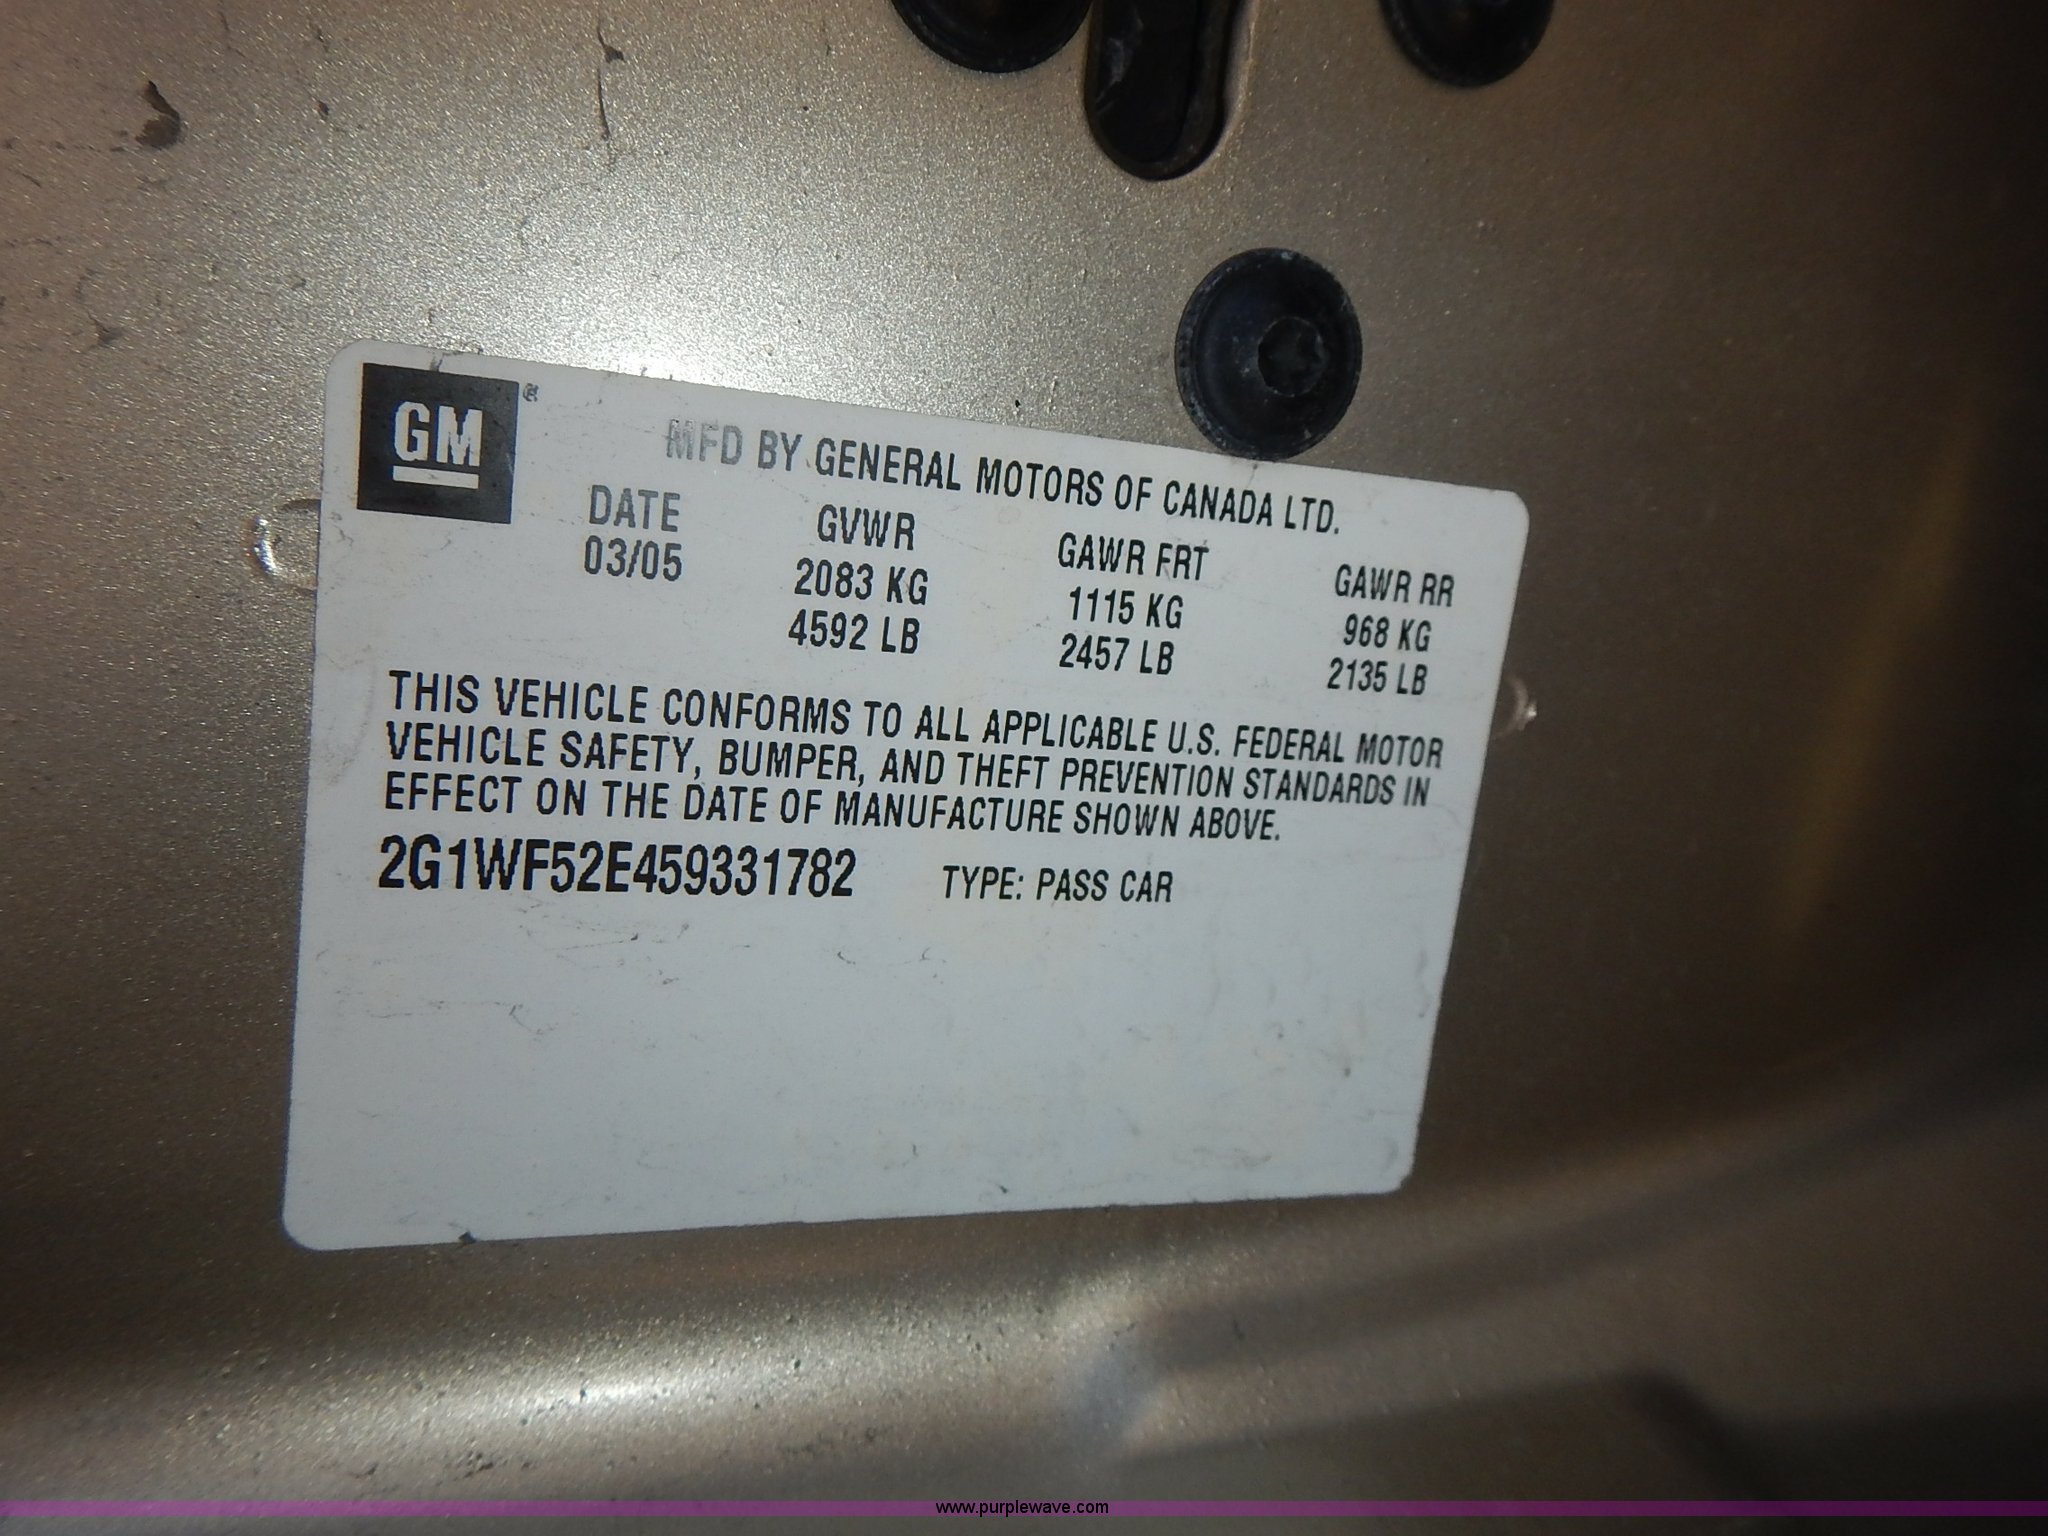 GM®
MFD BY GENERAL MOTORS OF CANADA LTD.
DATE GVWR GAWR FRT GAWR RR
03/05 2083 KG 1115 KG 968 KG
4592 LB 2457 LB 2135 LB
THIS VEHICLE CONFORMS TO ALL APPLICABLE U.S. FEDERAL MOTOR
VEHICLE SAFETY, BUMPER, AND THEFT PREVENTION STANDARDS IN
EFFECT ON THE DATE OF MANUFACTURE SHOWN ABOVE.
2G1WF52E459331782 TYPE: PASS CAR
www.purplewave.com